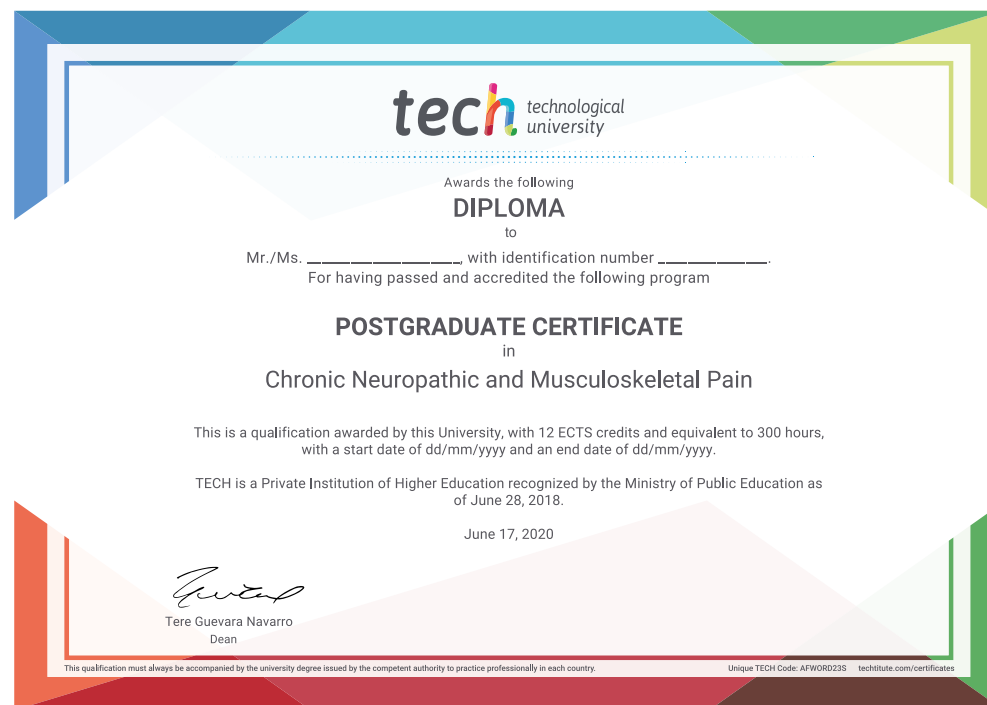 tech technological
university
Awards the following
DIPLOMA
to
Mr./Ms. ____________________, with identification number ______________.
For having passed and accredited the following program
POSTGRADUATE CERTIFICATE
in
Chronic Neuropathic and Musculoskeletal Pain
This is a qualification awarded by this University, with 12 ECTS credits and equivalent to 300 hours,
with a start date of dd/mm/yyyy and an end date of dd/mm/yyyy.
TECH is a Private Institution of Higher Education recognized by the Ministry of Public Education as
of June 28, 2018.
June 17, 2020
Tere Guevara Navarro
Dean
This qualification must always be accompanied by the university degree issued by the competent authority to practice professionally in each country.
Unique TECH Code: AFWORD23S techtitute.com/certificates